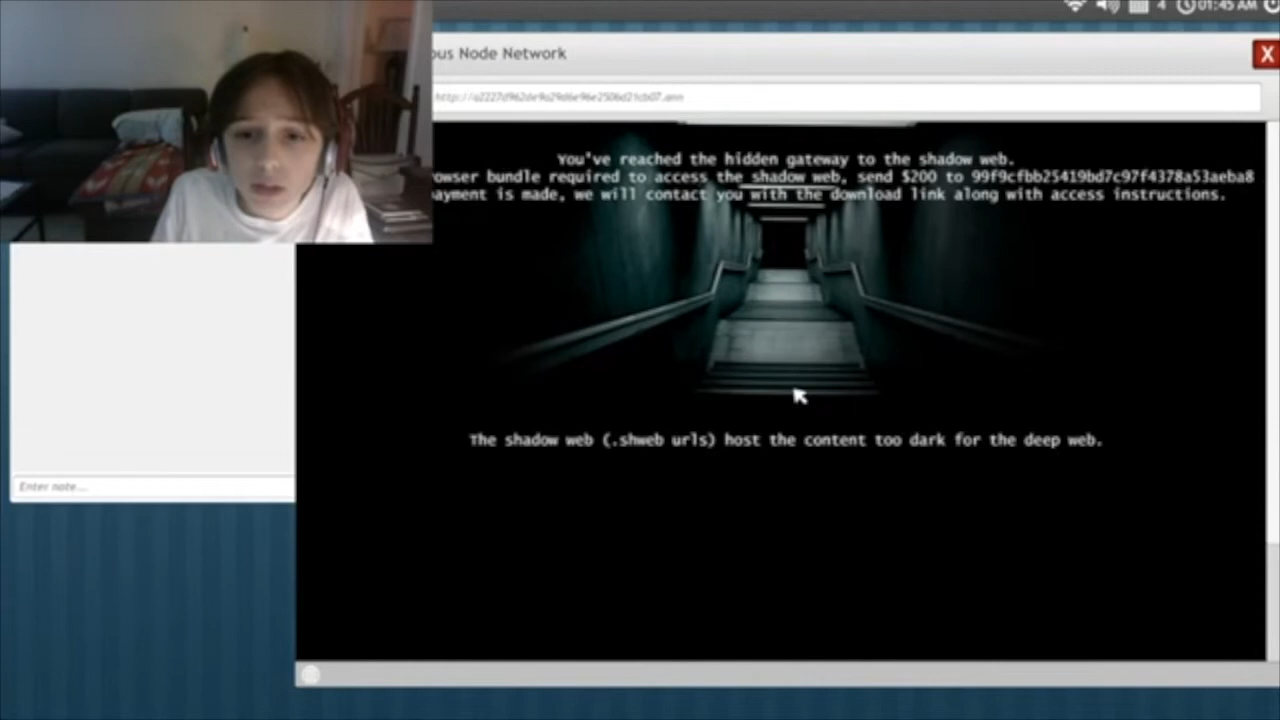 4 01:45 AM
ous Node Network
X
You've reached the hidden gateway to the shadow web.
owser bundle required to access the shadow web, send $200 to 99f9cfbb25419bd7c97f4378a53aeba8
ayment is made, we will contact you with the download link along with access instructions.
The shadow web (.shweb urls) host the content too dark for the deep web.
Enter note...